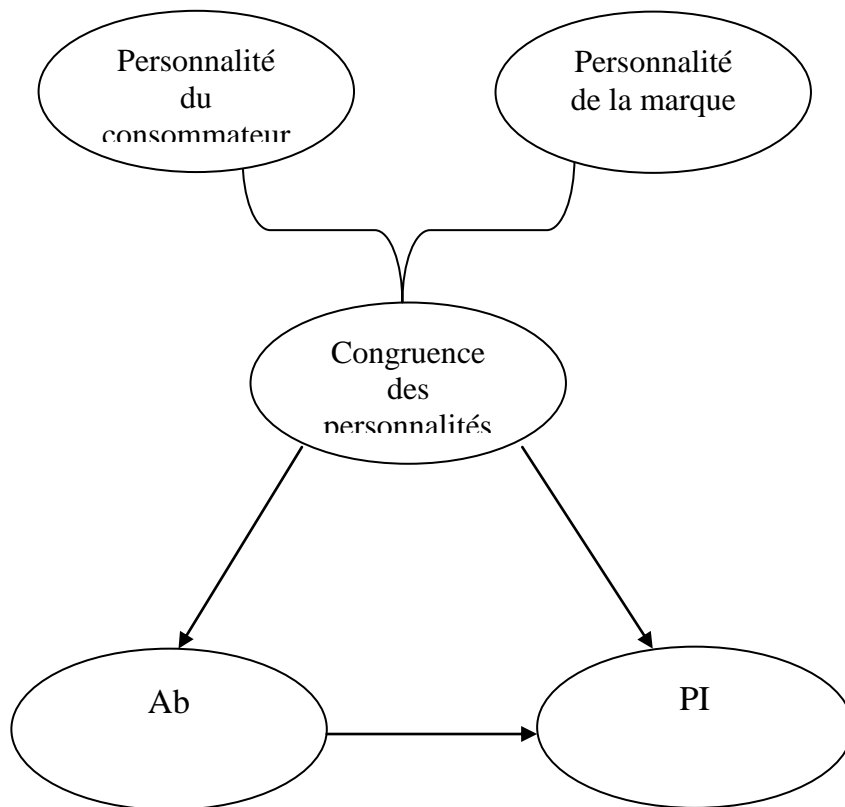 Personnalité
du
consommateur
Personnalité
de la marque
Congruence
des
personnalités
Ab
PI